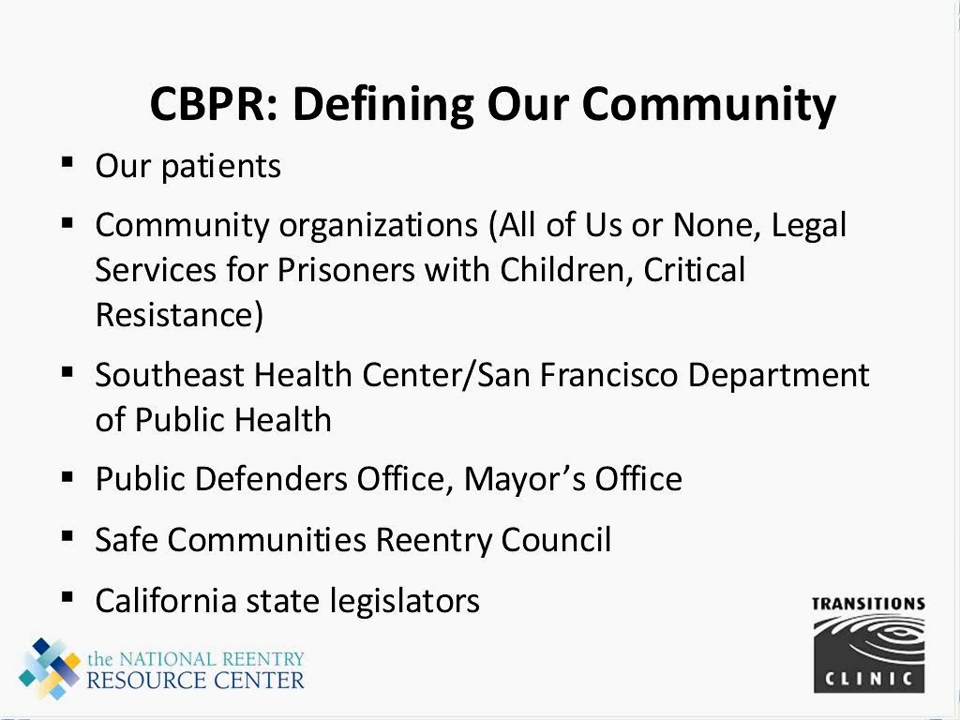 CBPR: Defining Our Community
▪ Our patients
▪ Community organizations (All of Us or None, Legal
Services for Prisoners with Children, Critical
Resistance)
▪ Southeast Health Center/San Francisco Department
of Public Health
▪ Public Defenders Office, Mayor’s Office
▪ Safe Communities Reentry Council
▪ California state legislators
the NATIONAL REENTRY
RESOURCE CENTER
TRANSITIONS
CLINIC